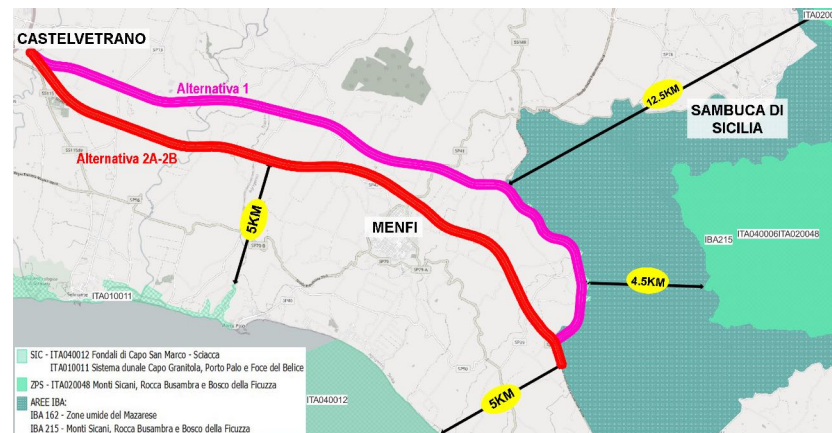 CASTELVETRANO
ITA020
Alternativa 1
12.5KM
SAMBUCA DI
SICILIA
Alternativa 2A-2B
5KM
MENFI
IBA215
ITA040006ITA020048
4.5KM
ITA010011
SIC - ITA040012 Fondali di Capo San Marco - Sciacca
ITA010011 Sistema dunale Capo Granitola, Porto Palo e Foce del Belice
ZPS - ITA020048 Monti Sicani, Rocca Busambra e Bosco della Ficuzza
ITA040012
5KM
AREE IBA:
IBA 162 - Zone umide del Mazarese
IBA 215 - Monti Sicani, Rocca Busambra e Bosco della Ficuzza